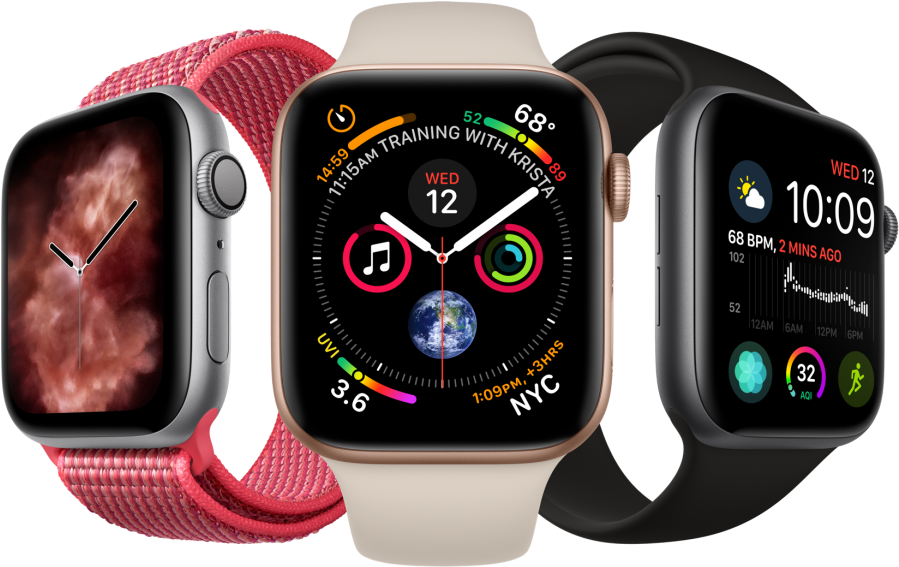 14:59
52
68°
89
11:15AM TRAINING WITH KRISTA
WED
12
UVI
3.6
1:09PM, +3HRS
NYC
WED 12
10:09
68 BPM, 2 MINS AGO
102
52
12AM 6AM 12PM 6PM
32
AQI